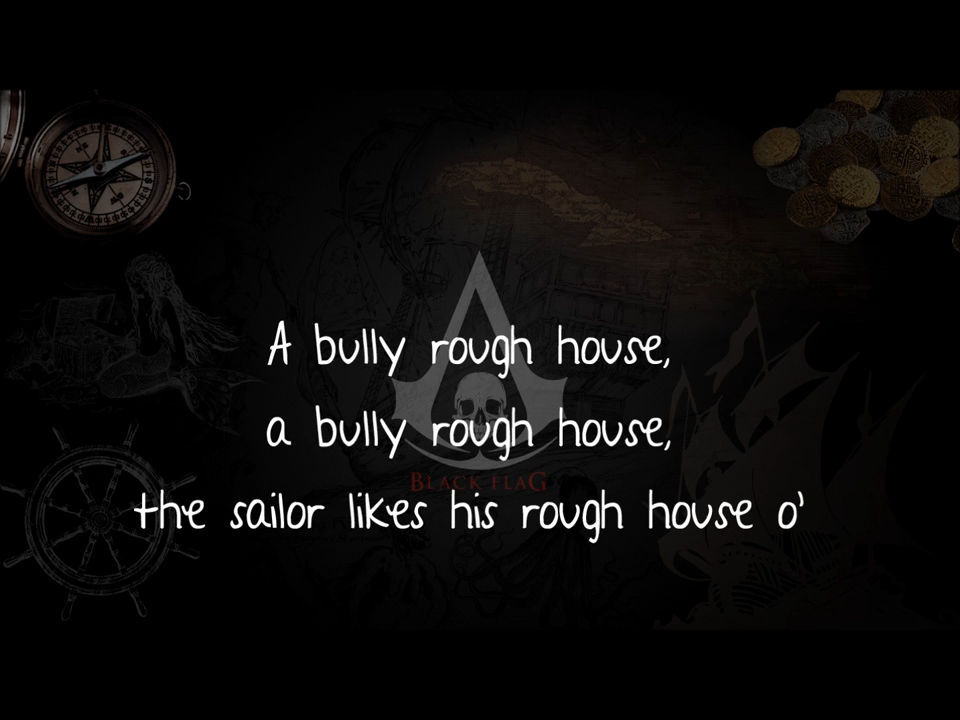 A bully rough house,
a bully rough house,
BLACK FLAG
the sailor likes his rough house o'